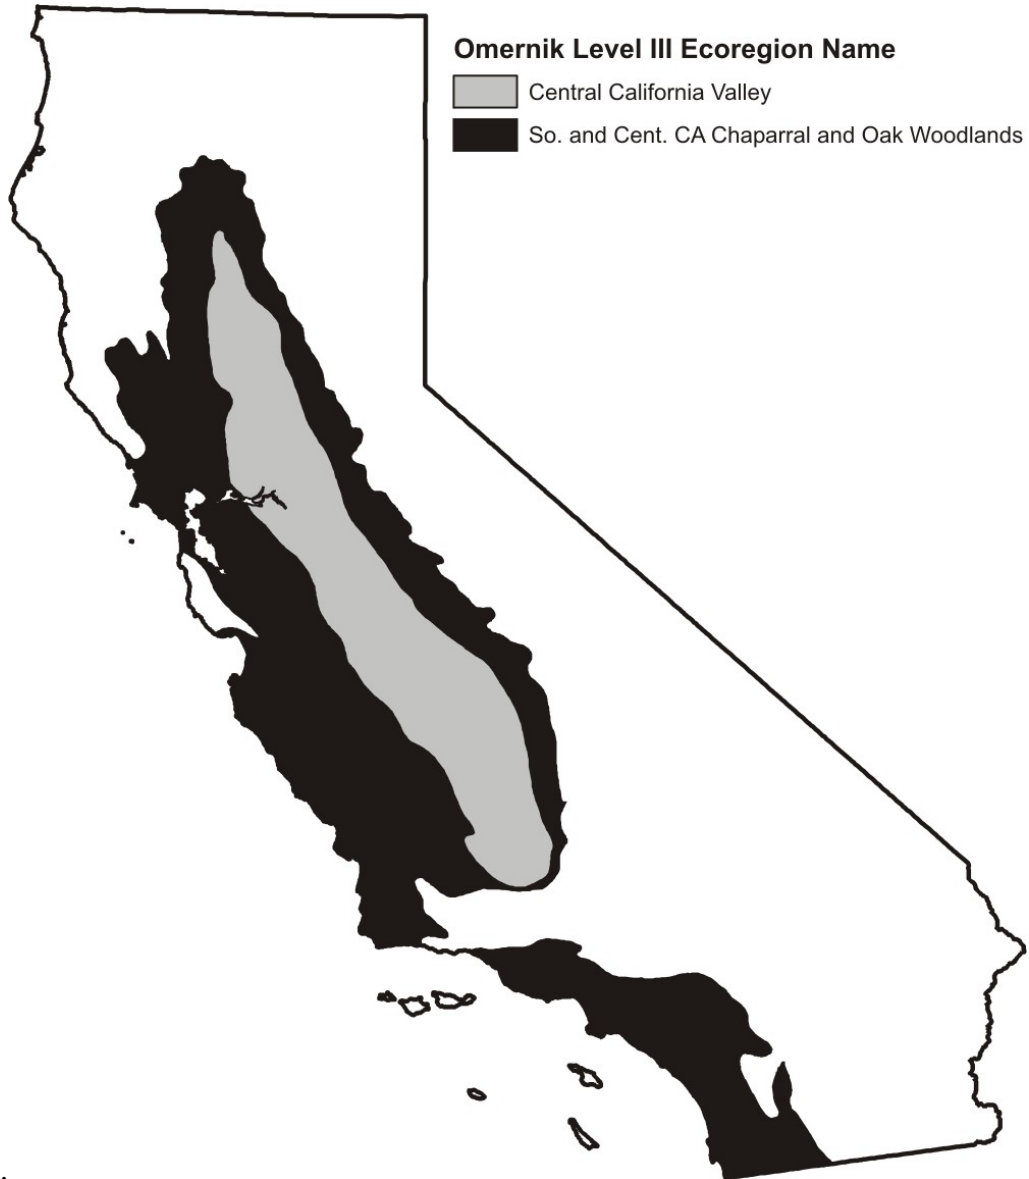 Omernik Level III Ecoregion Name
Central California Valley
So. and Cent. CA Chaparral and Oak Woodlands